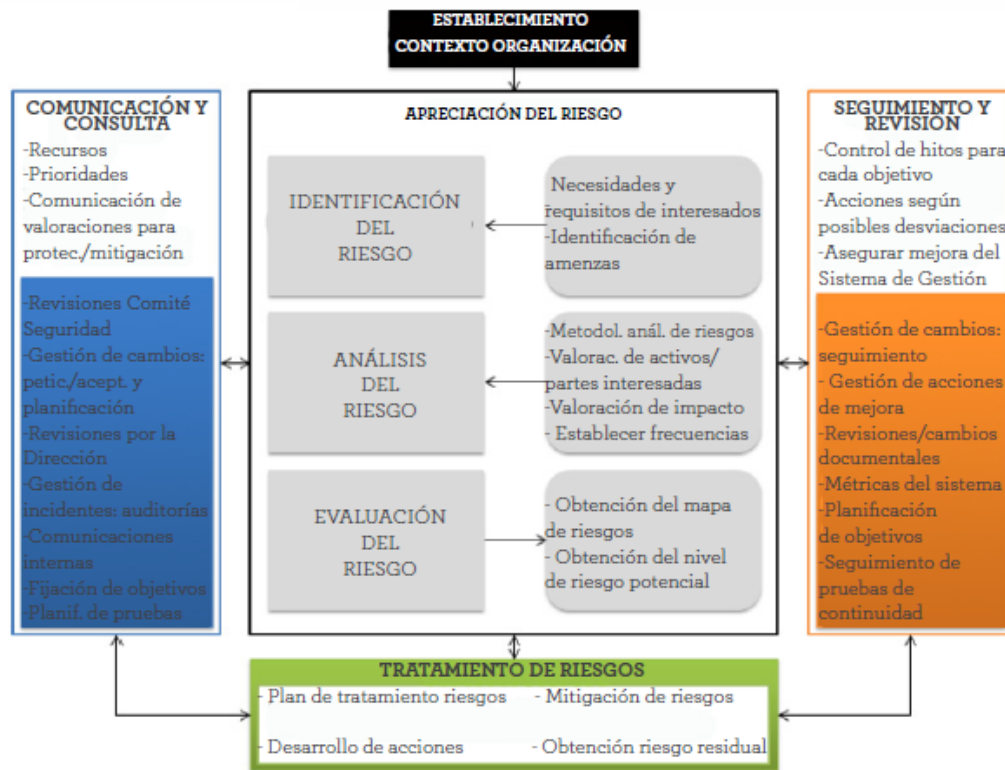 ESTABLECIMIENTO
CONTEXTO ORGANIZACIÓN
COMUNICACIÓN Y
CONSULTA
-Recursos
-Prioridades
-Comunicación de
valoraciones para
protec./mitigación
-Revisiones Comité
Seguridad
-Gestión de cambios:
petic./acept. y
planificación
-Revisiones por la
Dirección
-Gestión de
incidentes: auditorías
-Comunicaciones
internas
-Fijación de objetivos
-Planif. de pruebas
APRECIACIÓN DEL RIESGO
IDENTIFICACIÓN
DEL
RIESGO
Necesidades y
requisitos de interesados
-Identificación de
amenzas
ANÁLISIS
DEL
RIESGO
-Metodol. anál. de riesgos
-Valorac. de activos/
partes interesadas
-Valoración de impacto
- Establecer frecuencias
EVALUACIÓN
DEL
RIESGO
- Obtención del mapa
de riesgos
- Obtención del nivel
de riesgo potencial
SEGUIMIENTO Y
REVISIÓN
-Control de hitos para
cada objetivo
-Acciones según
posibles desviaciones
-Asegurar mejora del
Sistema de Gestión
-Gestión de cambios:
seguimiento
- Gestión de acciones
de mejora
-Revisiones/cambios
documentales
-Métricas del sistema
-Planificación
de objetivos
-Seguimiento de
pruebas de
continuidad
TRATAMIENTO DE RIESGOS
- Plan de tratamiento riesgos
- Mitigación de riesgos
- Desarrollo de acciones
- Obtención riesgo residual